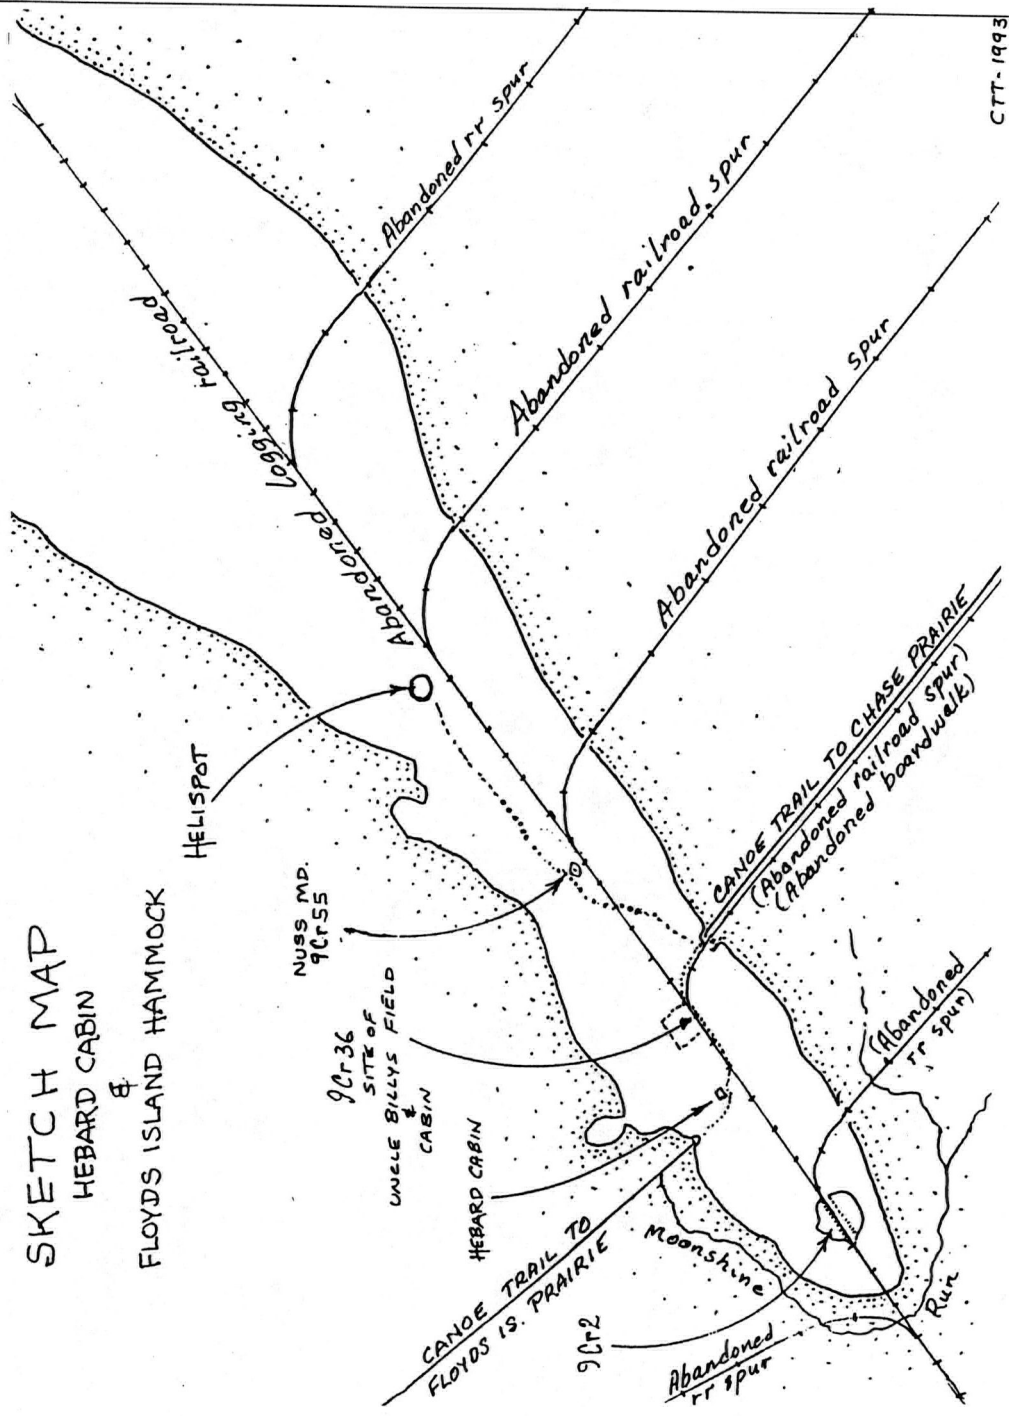 SKETCH MAP
HEBARD CABIN
&
FLOYDS ISLAND HAMMOCK
HELISPOT
NUSS MD.
9Cr55
9Cr36
SITE OF
UNCLE BILLYS FIELD
&
CABIN
HEBARD CABIN
CANOE TRAIL TO
FLOYDS IS. PRAIRIE
9Cr2
Moonshine
Run
Abandoned
rr spur
Abandoned logging railroad
Abandoned rr spur
Abandoned railroad spur
Abandoned railroad spur
CANOE TRAIL TO CHASE PRAIRIE
(Abandoned railroad spur)
(Abandoned boardwalk)
(Abandoned
rr spur)
CTT-1993